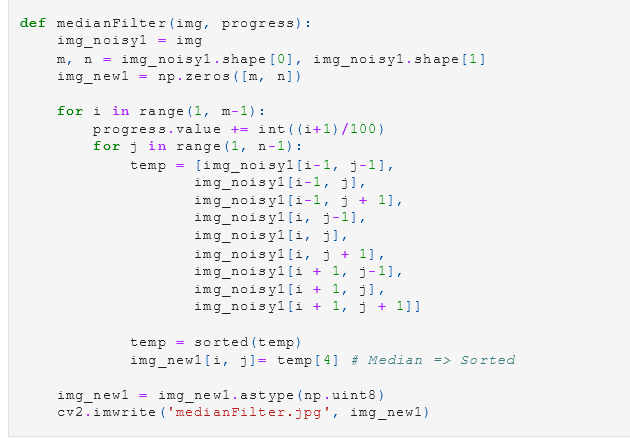 def medianFilter(img, progress):
    img_noisy1 = img
    m, n = img_noisy1.shape[0], img_noisy1.shape[1]
    img_new1 = np.zeros([m, n])

    for i in range(1, m-1):
        progress.value += int((i+1)/100)
        for j in range(1, n-1):
            temp = [img_noisy1[i-1, j-1],
                   img_noisy1[i-1, j],
                   img_noisy1[i-1, j + 1],
                   img_noisy1[i, j-1],
                   img_noisy1[i, j],
                   img_noisy1[i, j + 1],
                   img_noisy1[i + 1, j-1],
                   img_noisy1[i + 1, j],
                   img_noisy1[i + 1, j + 1]]

            temp = sorted(temp)
            img_new1[i, j]= temp[4] # Median => Sorted

    img_new1 = img_new1.astype(np.uint8)
    cv2.imwrite('medianFilter.jpg', img_new1)